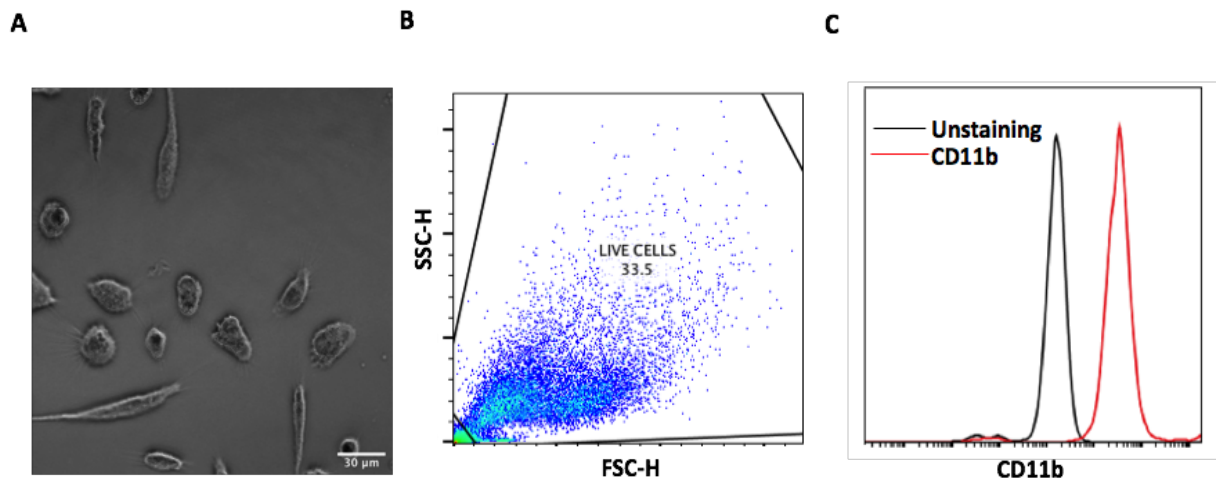 A
B
C
30 µm
SSC-H
LIVE CELLS
33.5
FSC-H
Unstaining
CD11b
CD11b